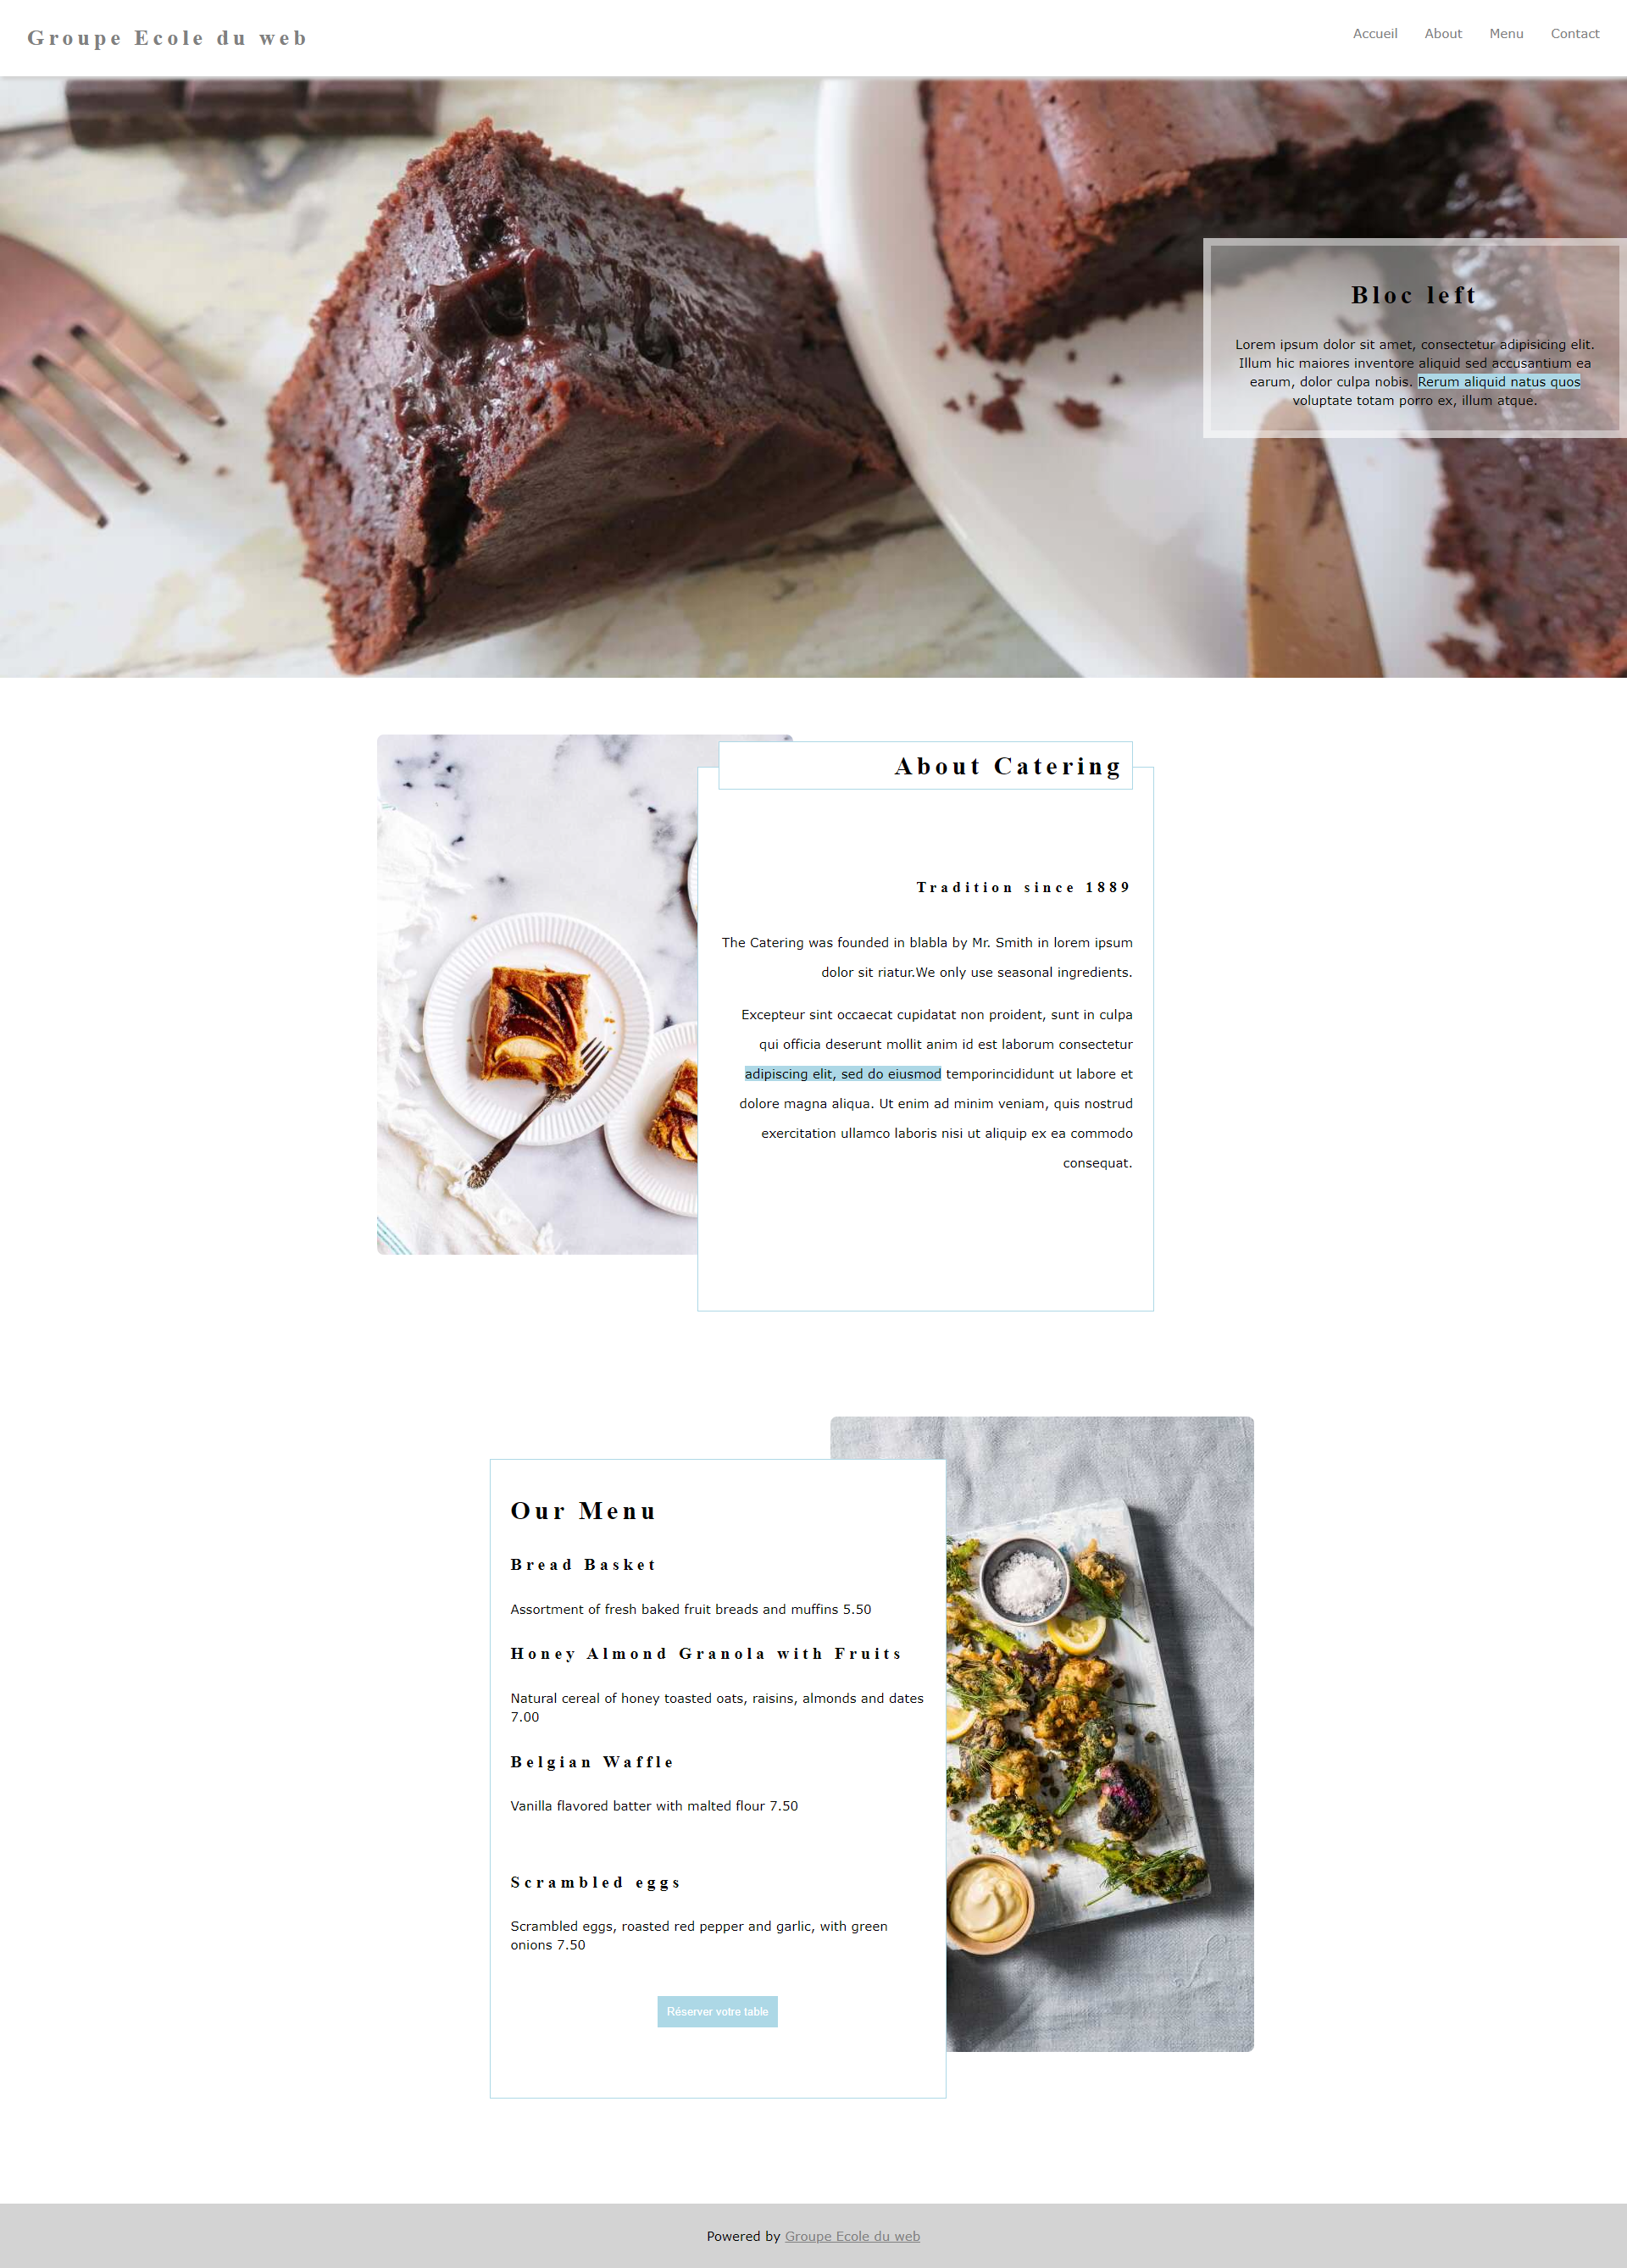 Groupe Ecole du web
Accueil About Menu Contact
Bloc left
Lorem ipsum dolor sit amet, consectetur adipisicing elit.
Illum hic maiores inventore aliquid sed accusantium ea
earum, dolor culpa nobis. Rerum aliquid natus quos
voluptate totam porro ex, illum atque.
About Catering
Tradition since 1889
The Catering was founded in blabla by Mr. Smith in lorem ipsum
dolor sit riatur.We only use seasonal ingredients.
Excepteur sint occaecat cupidatat non proident, sunt in culpa
qui officia deserunt mollit anim id est laborum consectetur
adipiscing elit, sed do eiusmod temporincididunt ut labore et
dolore magna aliqua. Ut enim ad minim veniam, quis nostrud
exercitation ullamco laboris nisi ut aliquip ex ea commodo
consequat.
Our Menu
Bread Basket
Assortment of fresh baked fruit breads and muffins 5.50
Honey Almond Granola with Fruits
Natural cereal of honey toasted oats, raisins, almonds and dates
7.00
Belgian Waffle
Vanilla flavored batter with malted flour 7.50
Scrambled eggs
Scrambled eggs, roasted red pepper and garlic, with green
onions 7.50
Réserver votre table
Powered by Groupe Ecole du web